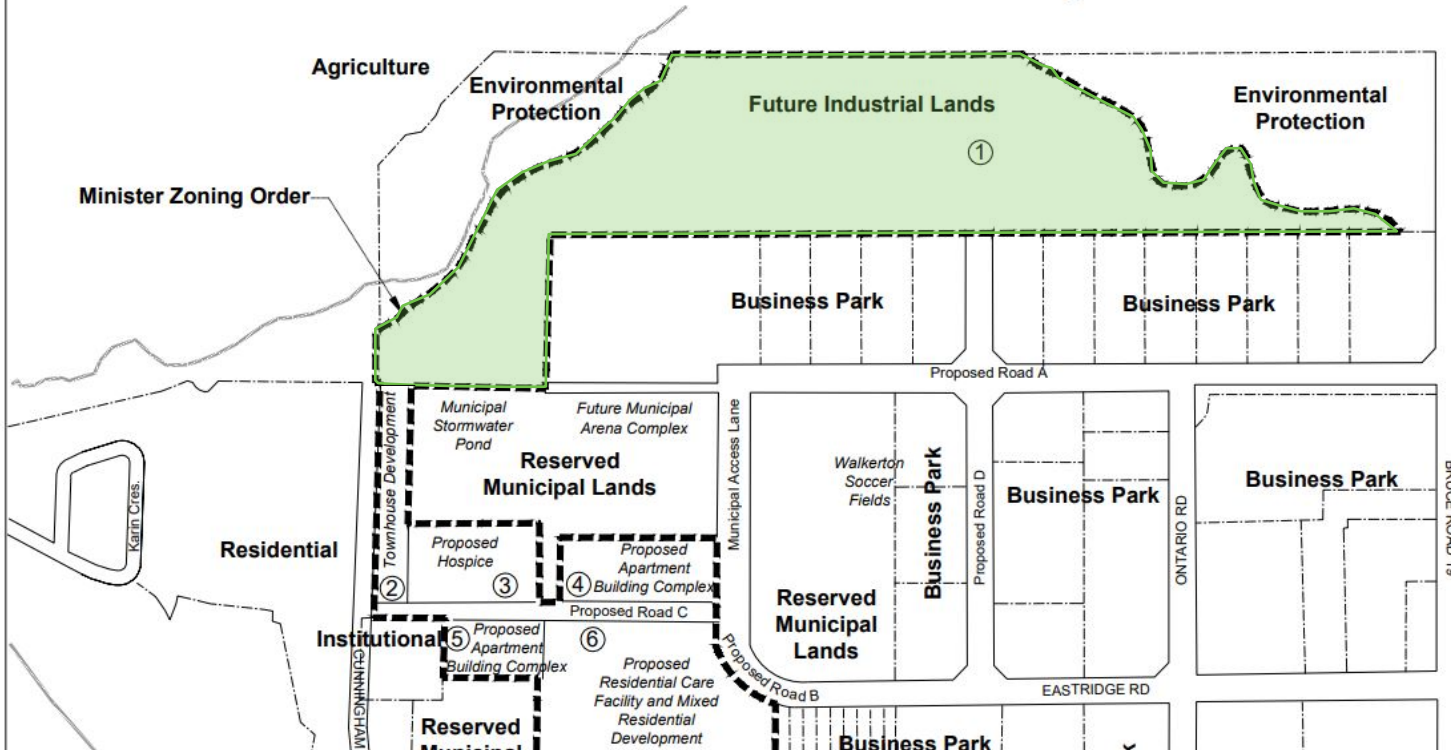 Agriculture
Environmental
Protection
Future Industrial Lands
Environmental
Protection
1
Minister Zoning Order
Business Park
Business Park
Proposed Road A
Townhouse Development
Municipal
Stormwater
Pond
Future Municipal
Arena Complex
Reserved
Municipal Lands
Municipal Access Lane
Walkerton
Soccer
Fields
Business Park
Proposed Road D
Business Park
ONTARIO RD
Business Park
Karin Cres.
Residential
Proposed
Hospice
2
3
4
Proposed
Apartment
Building Complex
Proposed Road C
Reserved
Municipal
Lands
Institutional
5
Proposed
Apartment
Building Complex
6
Proposed
Residential Care
Facility and Mixed
Residential
Development
Proposed Road B
EASTRIDGE RD
CUNNINGHAM
Reserved
Municipal
Business Park